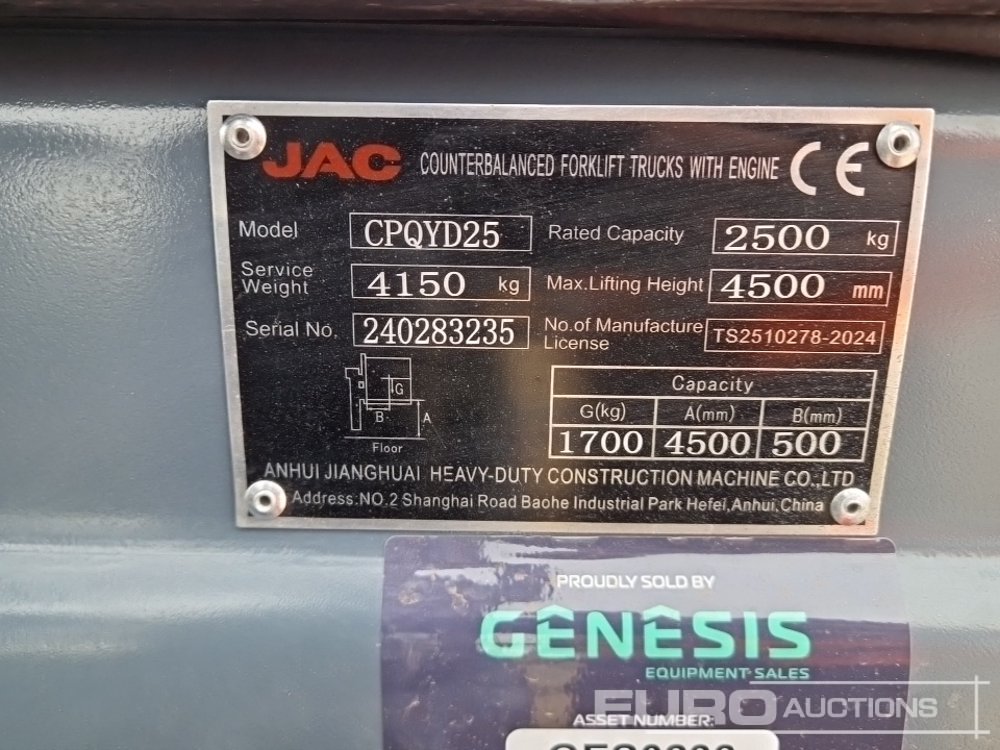 JAC COUNTERBALANCED FORKLIFT TRUCKS WITH ENGINE CE
Model CPQYD25 Rated Capacity 2500 kg
Service Weight 4150 kg Max.Lifting Height 4500 mm
Serial No. 240283235 No.of Manufacture License TS2510278-2024
G
B
A
Floor
Capacity
G(kg) A(mm) B(mm)
1700 4500 500
ANHUI JIANGHUAI HEAVY-DUTY CONSTRUCTION MACHINE CO.,LTD
Address:NO.2 Shanghai Road Baohe Industrial Park Hefei,Anhui,China
PROUDLY SOLD BY
GÊNÊSIS
EQUIPMENT SALES
EURO AUCTIONS
ASSET NUMBER: